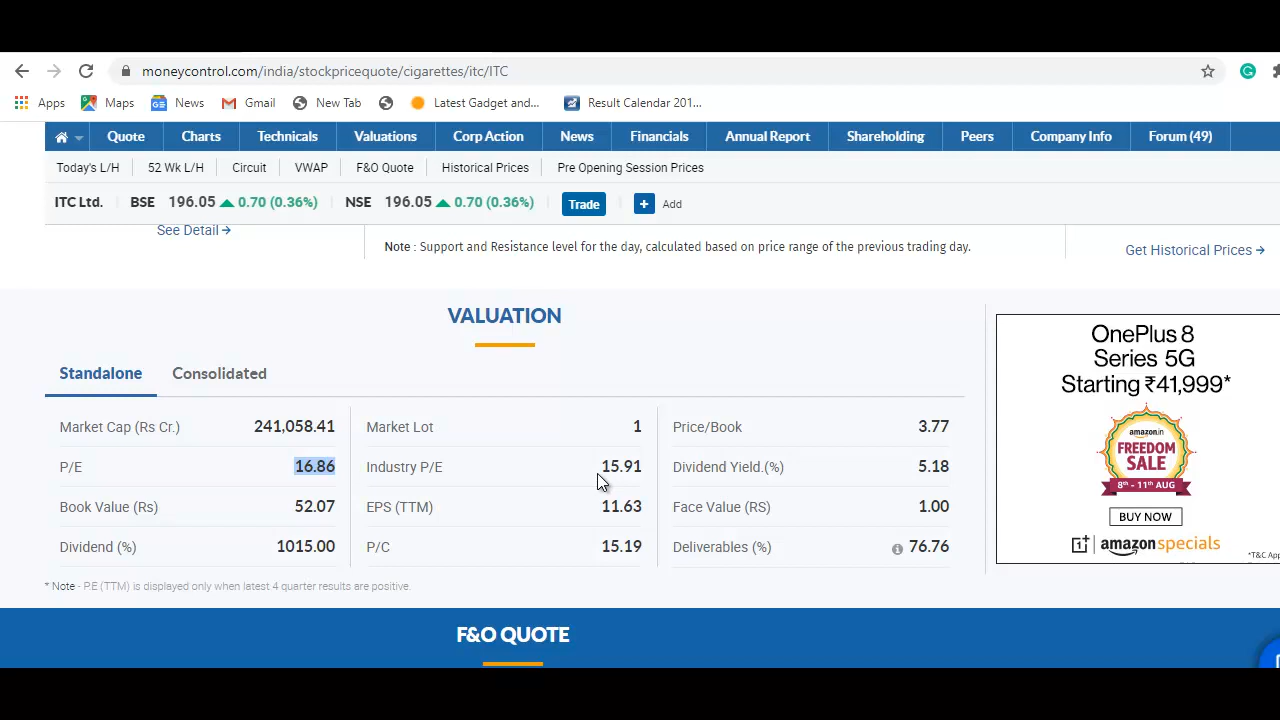 moneycontrol.com/india/stockpricequote/cigarettes/itc/ITC
Apps Maps News Gmail New Tab Latest Gadget and... Result Calendar 201...
Quote Charts Technicals Valuations Corp Action News Financials Annual Report Shareholding Peers Company Info Forum (49)
Today's L/H 52 Wk L/H Circuit VWAP F&O Quote Historical Prices Pre Opening Session Prices
ITC Ltd. BSE 196.05 0.70 (0.36%) NSE 196.05 0.70 (0.36%) Trade + Add
See Detail
Note : Support and Resistance level for the day, calculated based on price range of the previous trading day.
Get Historical Prices
VALUATION
Standalone Consolidated
Market Cap (Rs Cr.) 241,058.41 Market Lot 1 Price/Book 3.77
P/E 16.86 Industry P/E 15.91 Dividend Yield.(%) 5.18
Book Value (Rs) 52.07 EPS (TTM) 11.63 Face Value (RS) 1.00
Dividend (%) 1015.00 P/C 15.19 Deliverables (%) 76.76
* Note - P.E (TTM) is displayed only when latest 4 quarter results are positive.
F&O QUOTE
OnePlus 8
Series 5G
Starting ₹41,999*
amazon.in
FREEDOM
SALE
8th - 11th AUG
BUY NOW
1+ amazonspecials
*T&C